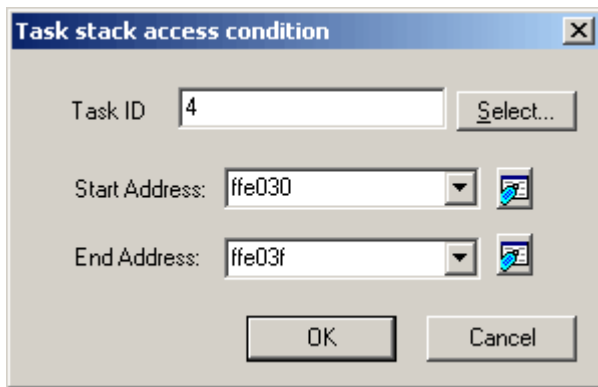 Task stack access condition
Task ID 4 Select...
Start Address: ffe030
End Address: ffe03f
OK Cancel